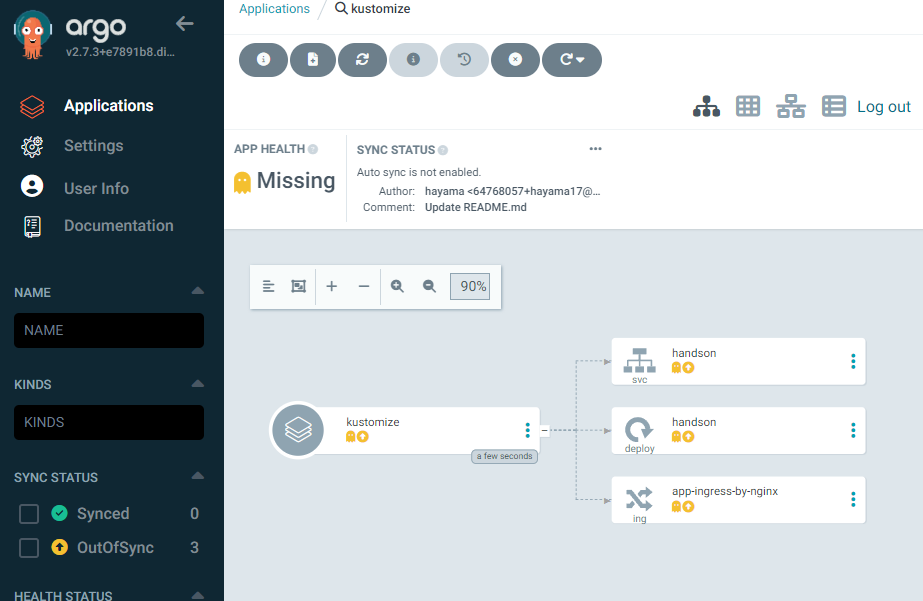 argo
v2.7.3+e7891b8.di...
Applications
Settings
User Info
Documentation
NAME
NAME
KINDS
KINDS
SYNC STATUS
Synced 0
OutOfSync 3
HEALTH STATUS
Applications kustomize
Log out
APP HEALTH
Missing
SYNC STATUS
Auto sync is not enabled.
Author: hayama <64768057+hayama17@...
Comment: Update README.md
90%
kustomize
a few seconds
handson
svc
handson
deploy
app-ingress-by-nginx
ing